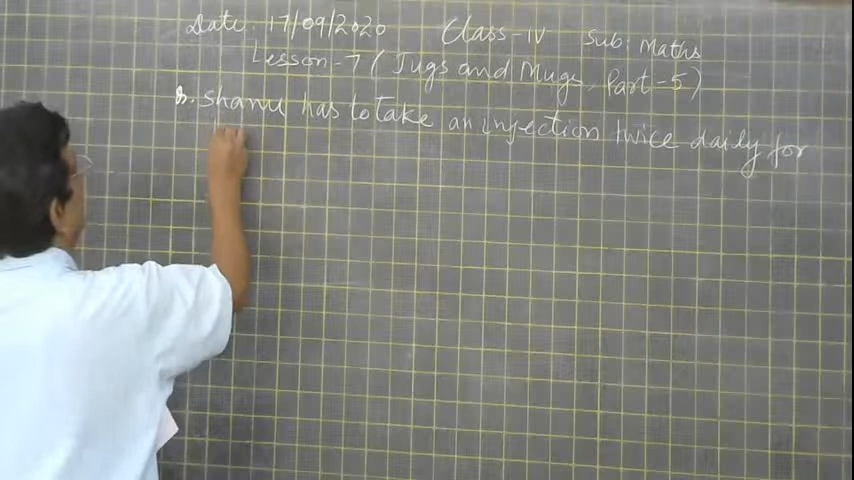 Date: 17/09/2020 Class-IV Sub: Maths
Lesson-7 (Jugs and Mugs, Part-5)
Shanu has to take an injection twice daily for